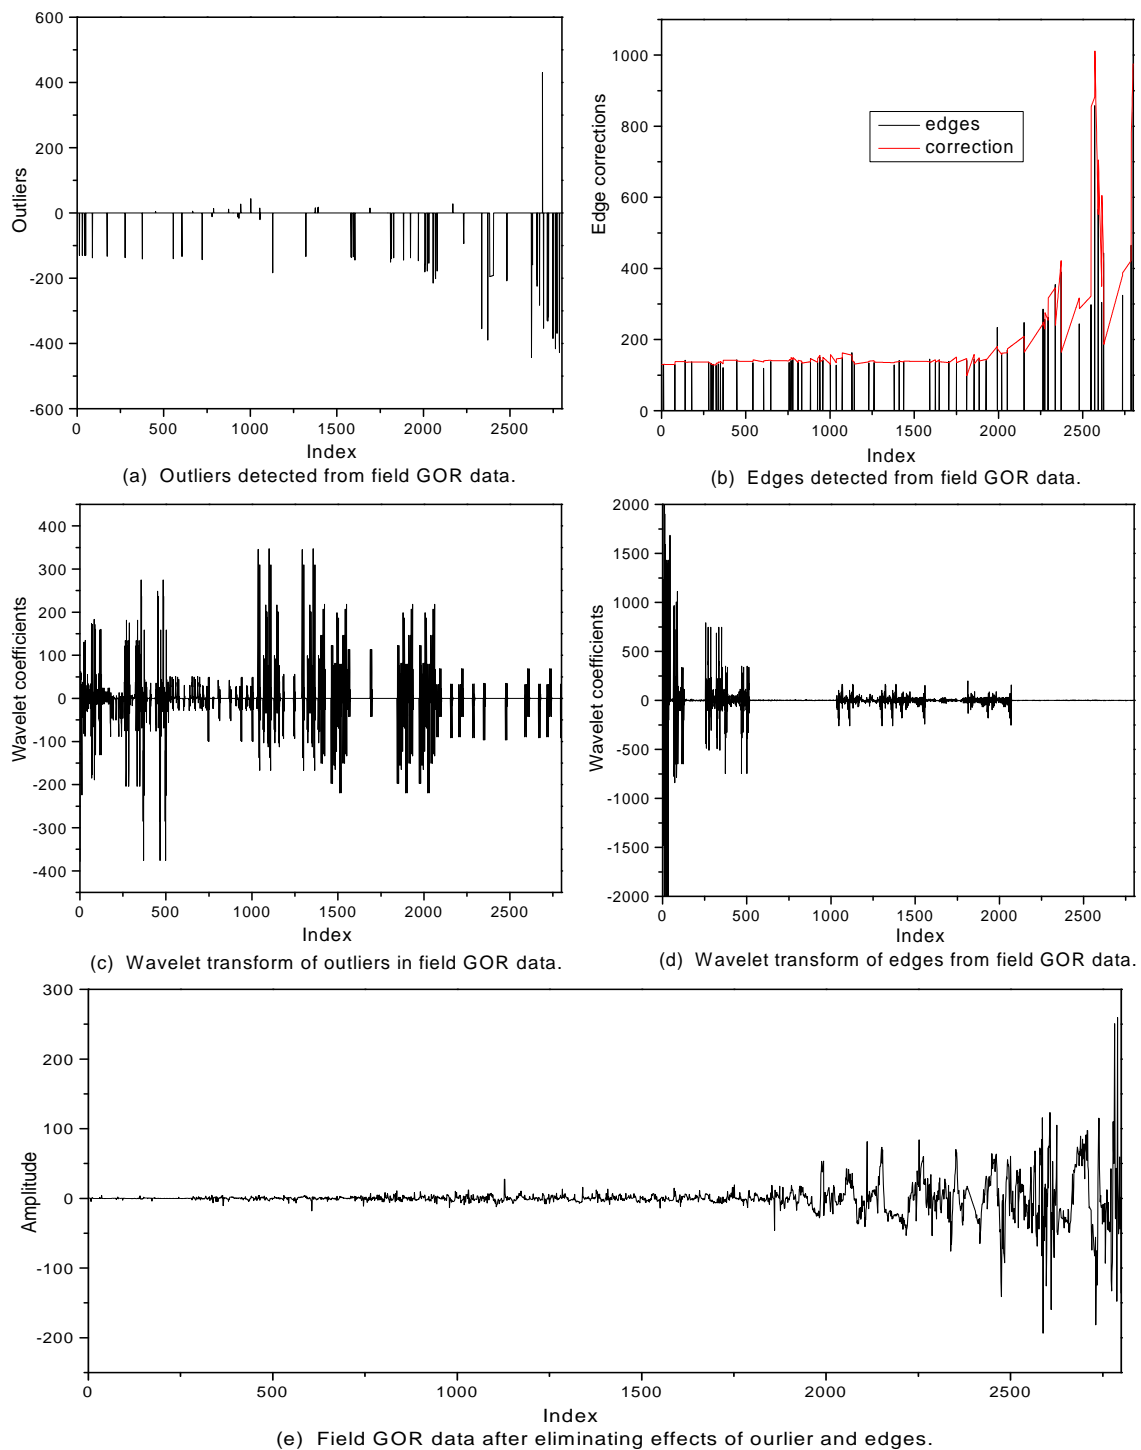 600
400
200
0
-200
-400
-600
Outliers
0 500 1000 1500 2000 2500
Index
(a) Outliers detected from field GOR data.
1000
800
600
400
200
0
Edge corrections
edges
correction
0 500 1000 1500 2000 2500
Index
(b) Edges detected from field GOR data.
400
300
200
100
0
-100
-200
-300
-400
Wavelet coefficients
0 500 1000 1500 2000 2500
Index
(c) Wavelet transform of outliers in field GOR data.
2000
1500
1000
500
0
-500
-1000
-1500
-2000
Wavelet coefficients
0 500 1000 1500 2000 2500
Index
(d) Wavelet transform of edges from field GOR data.
300
200
100
0
-100
-200
Amplitude
0 500 1000 1500 2000 2500
Index
(e) Field GOR data after eliminating effects of ourlier and edges.